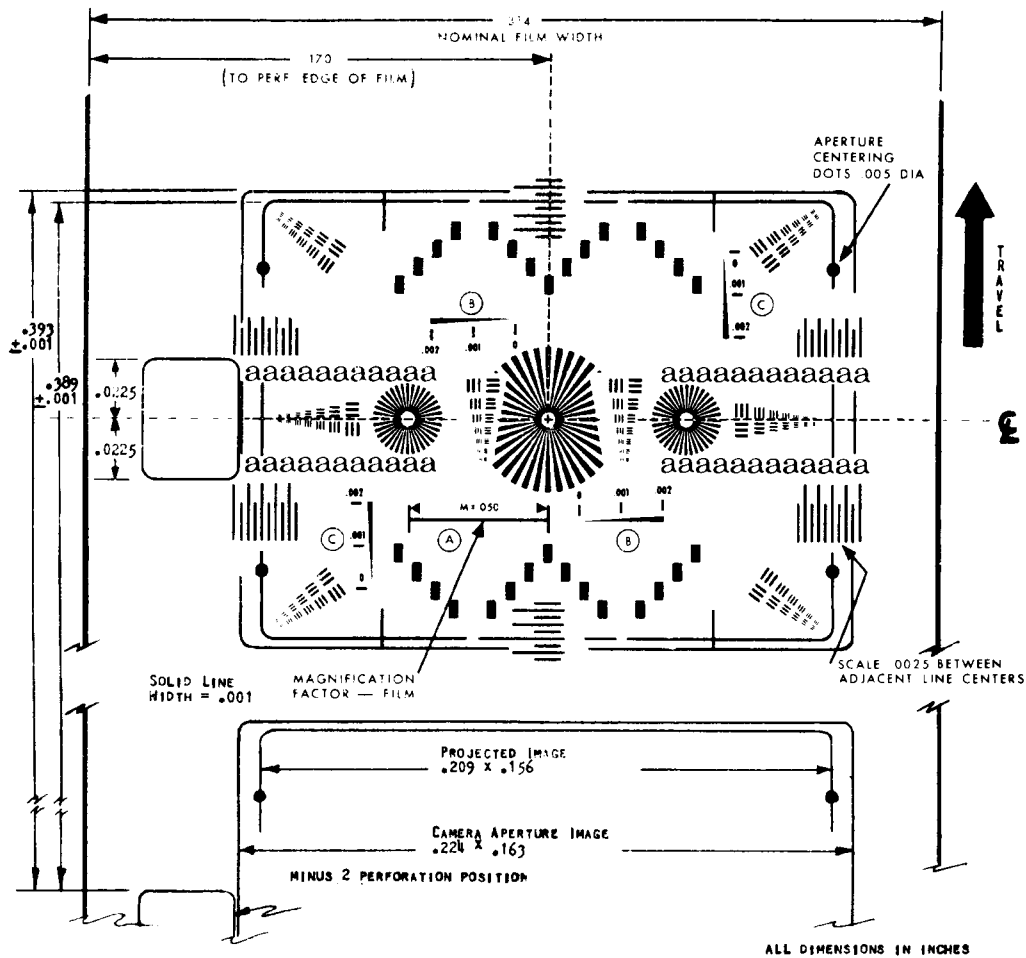 .314
NOMINAL FILM WIDTH
.170
(TO PERF EDGE OF FILM)
APERTURE
CENTERING
DOTS .005 DIA
TRAVEL
B
.002 .001 0
0
.001
.002
C
.393
±.001
.389
±.001
.0225
.0225
aaaaaaaaaaa
aaaaaaaaaaaa
aaaaaaaaaaa
aaaaaaaaaaaa
℄
.002
.001
0
C
M=.050
A
0 .001 .002
B
SOLID LINE
WIDTH = .001
MAGNIFICATION
FACTOR — FILM
SCALE .0025 BETWEEN
ADJACENT LINE CENTERS
PROJECTED IMAGE
.209 X .156
CAMERA APERTURE IMAGE
.224 X .163
MINUS 2 PERFORATION POSITION
ALL DIMENSIONS IN INCHES